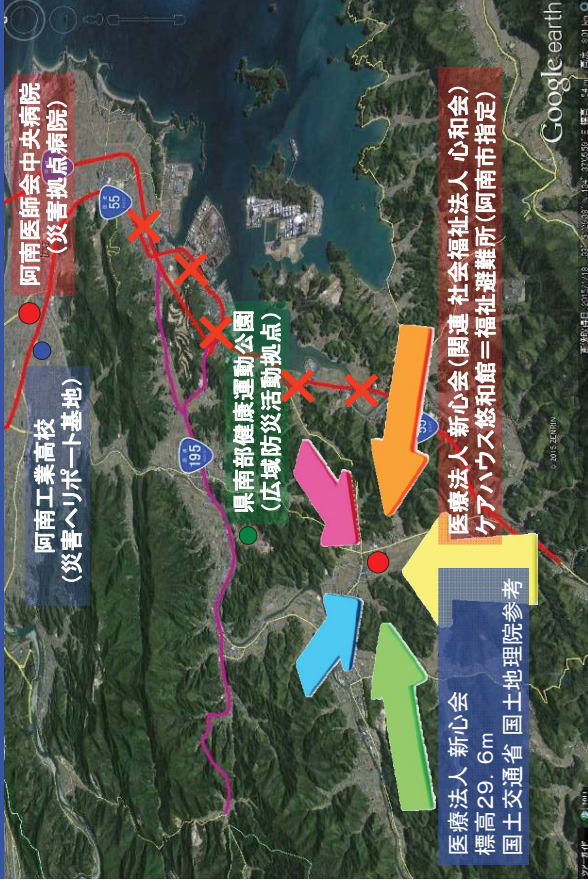 阿南医師会中央病院
(災害拠点病院)
阿南工業高校
(災害ヘリポート基地)
55
195
県南部健康運動公園
(広域防災活動拠点)
55
医療法人 新心会(関連 社会福祉法人 心和会)
ケアハウス悠和館=福祉避難所(阿南市指定)
医療法人 新心会
標高29. 6m
国土交通省 国土地理院参考
© 2015 ZENRIN
Google earth